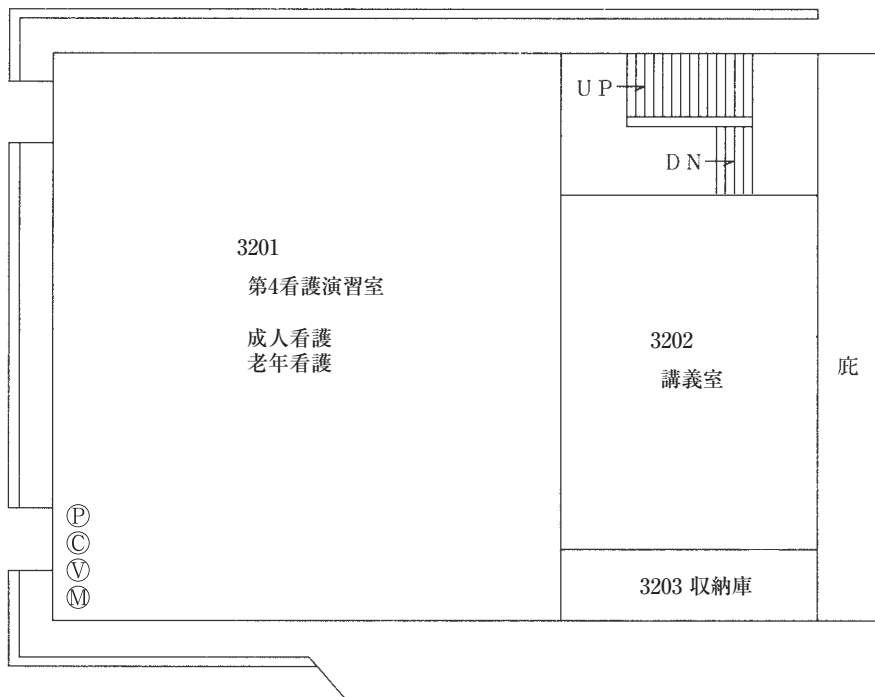 UP
DN
3201
第4看護演習室
成人看護
老年看護
3202
講義室
庇
Ⓟ
Ⓒ
Ⓥ
Ⓜ
3203 収納庫